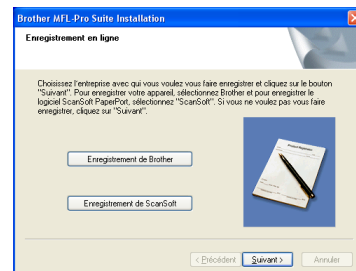 Brother MFL-Pro Suite Installation
Enregistrement en ligne
Choisissez l'entreprise avec qui vous voulez vous faire enregistrer et cliquez sur le bouton
"Suivant". Pour enregistrer votre appareil, sélectionnez Brother et pour enregistrer le
logiciel ScanSoft PaperPort, sélectionnez "ScanSoft". Si vous ne voulez pas vous faire
enregistrer, cliquez sur "Suivant".
Enregistrement de Brother
Enregistrement de ScanSoft
< Précédent Suivant > Annuler